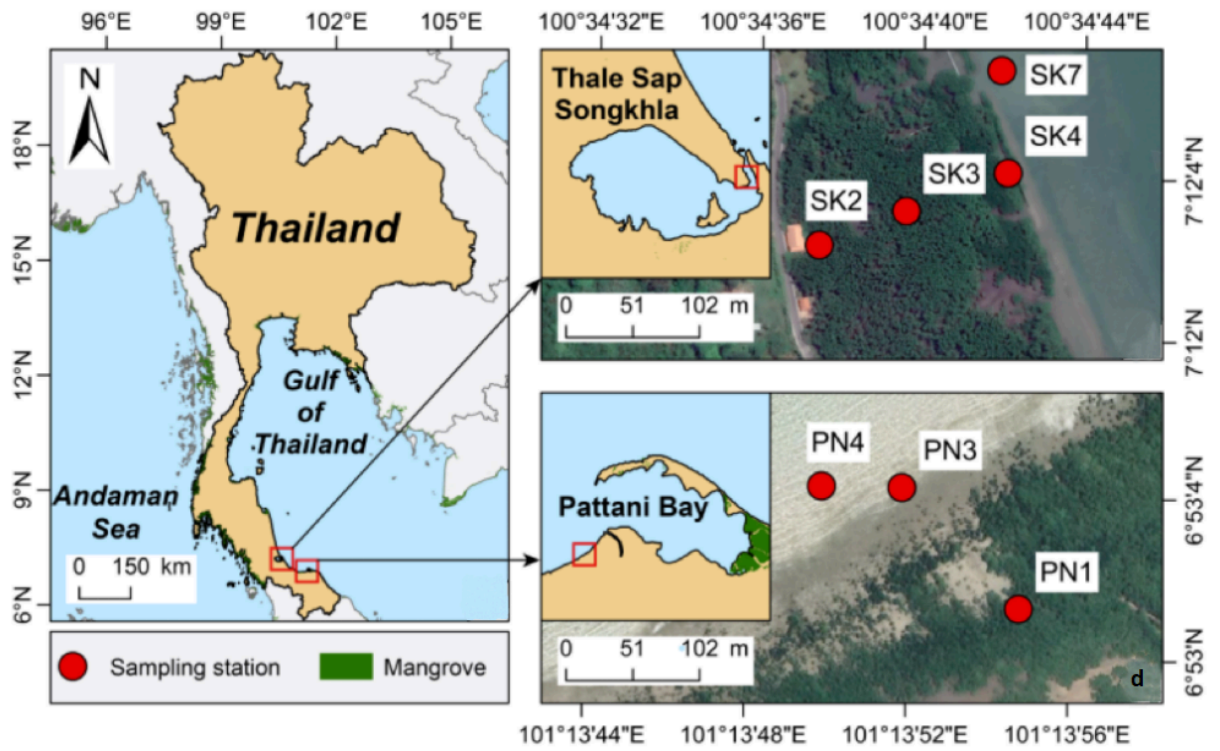 96°E 99°E 102°E 105°E
100°34'32"E 100°34'36"E 100°34'40"E 100°34'44"E
N
18°N
15°N
12°N
9°N
6°N
Thailand
Gulf
of
Thailand
Andaman
Sea
0 150 km
Sampling station
Mangrove
Thale Sap
Songkhla
0 51 102 m
SK7
SK4
SK3
SK2
7°12'4"N
7°12'N
Pattani Bay
0 51 102 m
PN4
PN3
PN1
d
6°53'4"N
6°53'N
101°13'44"E 101°13'48"E 101°13'52"E 101°13'56"E